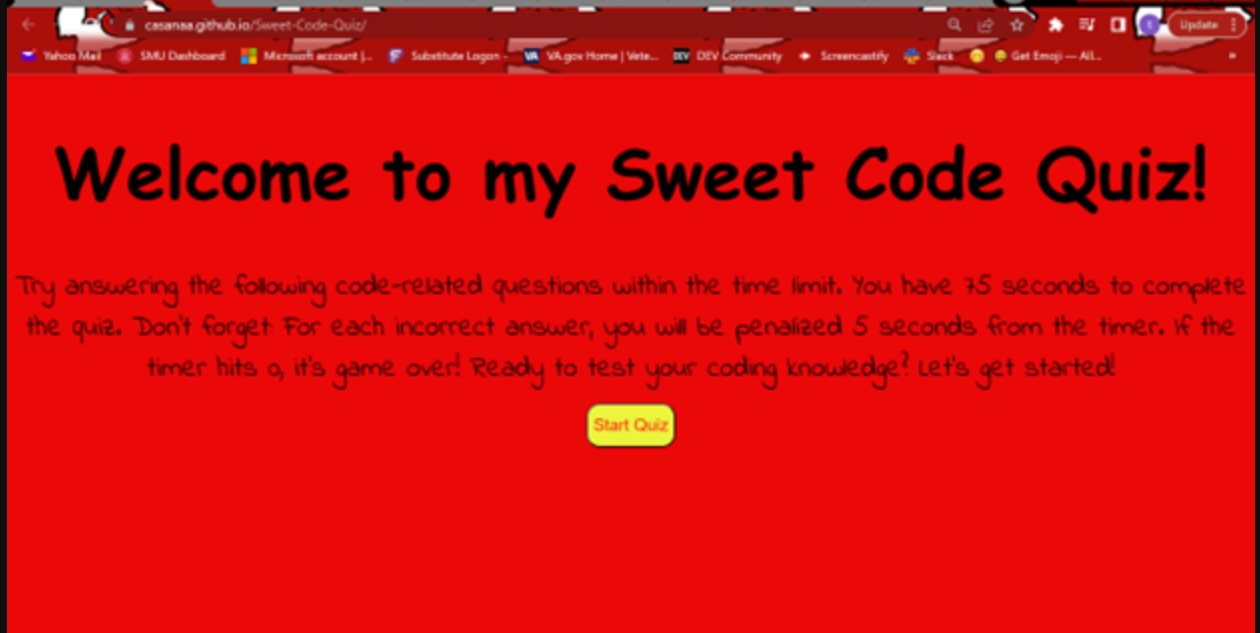 casanaa.github.io/Sweet-Code-Quiz/
Update
Yahoo Mail SMU Dashboard Microsoft account |... Substitute Logon - VA VA.gov Home | Vete... DEV DEV Community Screencastify Slack Get Emoji — All... »
Welcome to my Sweet Code Quiz!
Try answering the following code-related questions within the time limit. You have 75 seconds to complete
the quiz. Don't forget: For each incorrect answer, you will be penalized 5 seconds from the timer. If the
timer hits 0, it's game over! Ready to test your coding knowledge? Let's get started!
Start Quiz